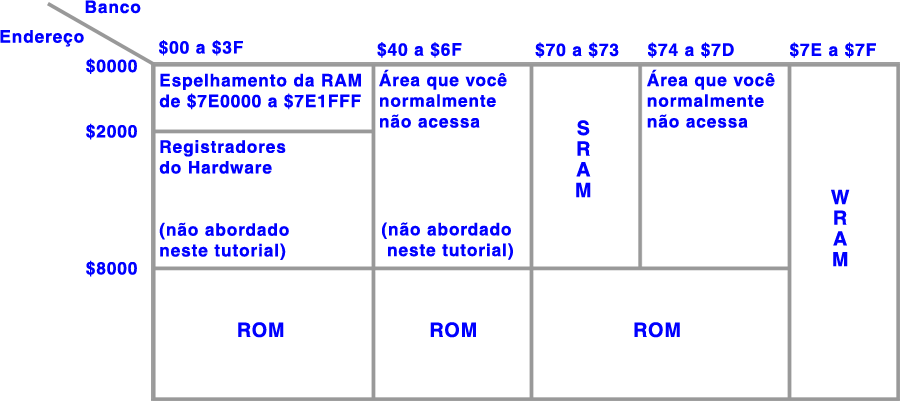 Banco
Endereço
$00 a $3F
$40 a $6F
$70 a $73
$74 a $7D
$7E a $7F
$0000
Espelhamento da RAM
de $7E0000 a $7E1FFF
Área que você
normalmente
não acessa
S
R
A
M
Área que você
normalmente
não acessa
W
R
A
M
$2000
Registradores
do Hardware
(não abordado
neste tutorial)
(não abordado
neste tutorial)
$8000
ROM
ROM
ROM